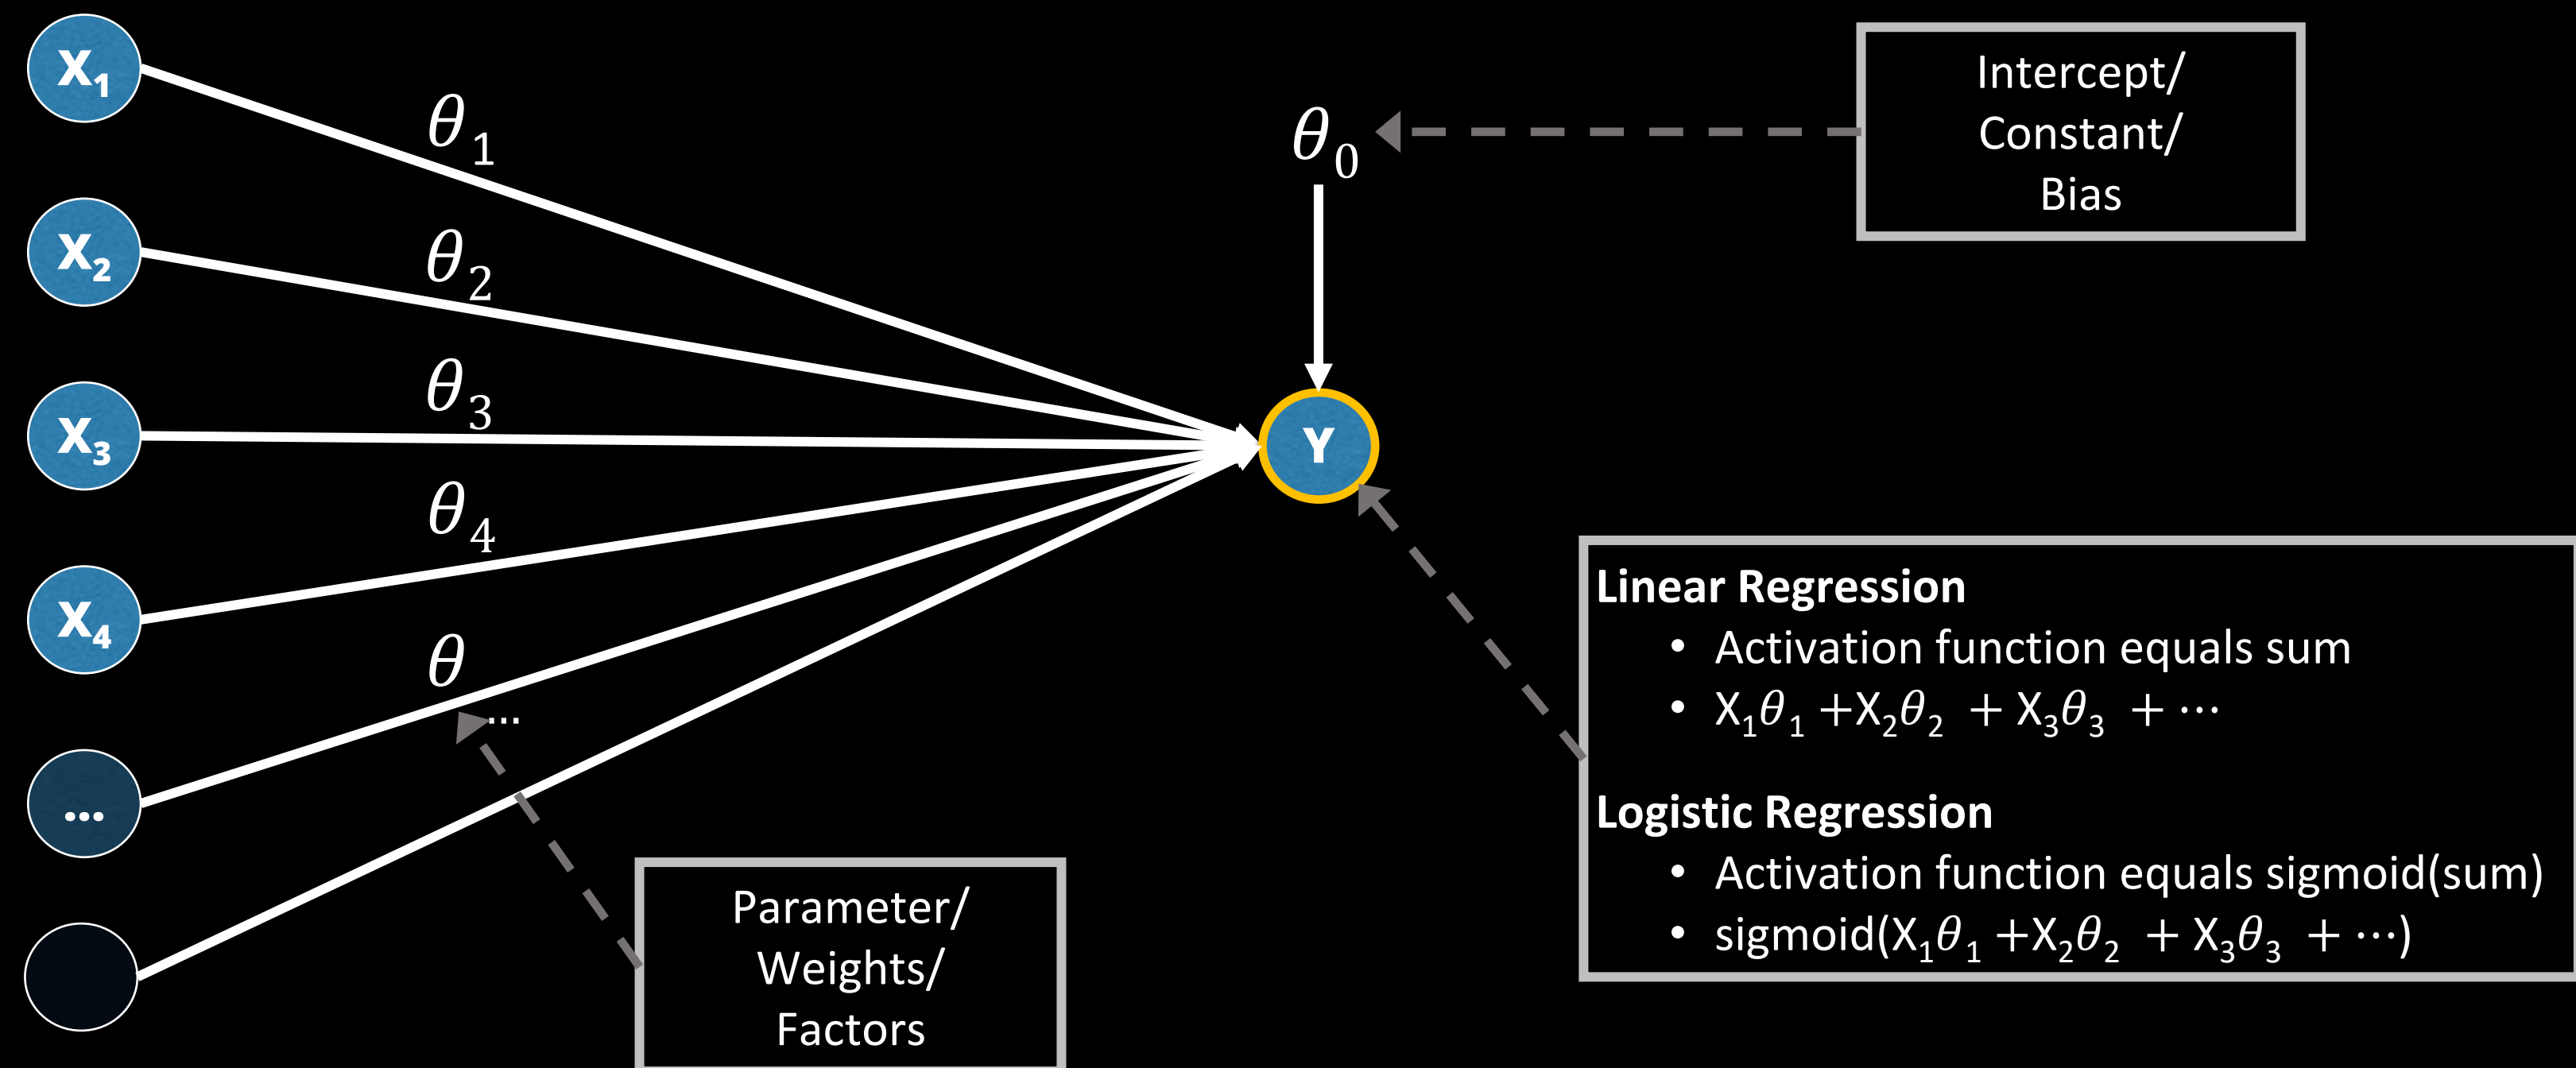 X₁
θ₁
X₂
θ₂
X₃
θ₃
X₄
θ₄
...
θ...
θ₀
Y
Intercept/
Constant/
Bias
Parameter/
Weights/
Factors
Linear Regression
• Activation function equals sum
• X₁θ₁ +X₂θ₂ + X₃θ₃ + ⋯
Logistic Regression
• Activation function equals sigmoid(sum)
• sigmoid(X₁θ₁ +X₂θ₂ + X₃θ₃ + ⋯)